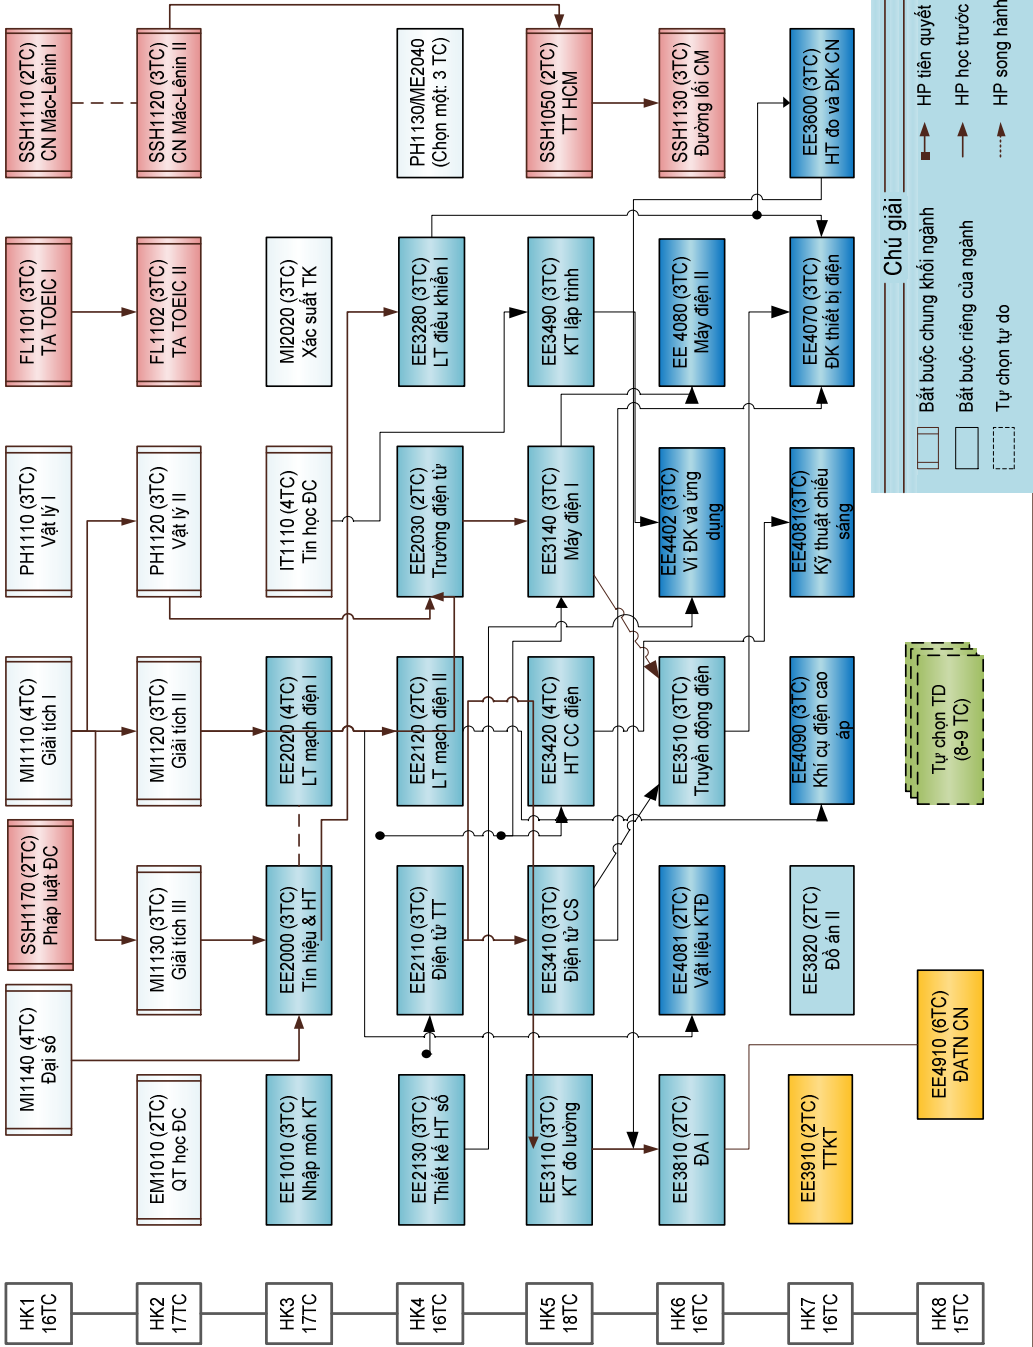 HK1
16TC
MI1140 (4TC)
Đại số
SSH1170 (2TC)
Pháp luật ĐC
MI1110 (4TC)
Giải tích I
PH1110 (3TC)
Vật lý I
FL1101 (3TC)
TA TOEIC I
SSH1110 (2TC)
CN Mác-Lênin I
HK2
17TC
EM1010 (2TC)
QT học ĐC
MI1130 (3TC)
Giải tích III
MI1120 (3TC)
Giải tích II
PH1120 (3TC)
Vật lý II
FL1102 (3TC)
TA TOEIC II
SSH1120 (3TC)
CN Mác-Lênin II
HK3
17TC
EE1010 (3TC)
Nhập môn KT
EE2000 (3TC)
Tín hiệu & HT
EE2020 (4TC)
LT mạch điện I
IT1110 (4TC)
Tin học ĐC
MI2020 (3TC)
Xác suất TK
HK4
16TC
EE2130 (3TC)
Thiết kế HT số
EE2110 (3TC)
Điện tử TT
EE2120 (2TC)
LT mạch điện II
EE2030 (2TC)
Trường điện từ
EE3280 (3TC)
LT điều khiển I
PH1130/ME2040
(Chọn một: 3 TC)
HK5
18TC
EE3110 (3TC)
KT đo lường
EE3410 (3TC)
Điện tử CS
EE3420 (4TC)
HT CC điện
EE3140 (3TC)
Máy điện I
EE3490 (3TC)
KT lập trình
SSH1050 (2TC)
TT HCM
HK6
16TC
EE3810 (2TC)
ĐA I
EE4081 (2TC)
Vật liệu KTĐ
EE3510 (3TC)
Truyền động điện
EE4402 (3TC)
Vi ĐK và ứng
dụng
EE 4080 (3TC)
Máy điện II
SSH1130 (3TC)
Đường lối CM
HK7
16TC
EE3910 (2TC)
TTKT
EE3820 (2TC)
Đồ án II
EE4090 (3TC)
Khí cụ điện cao
áp
EE4081(3TC)
Kỹ thuật chiếu
sáng
EE4070 (3TC)
ĐK thiết bị điện
EE3600 (3TC)
HT đo và ĐK CN
HK8
15TC
EE4910 (6TC)
ĐATN CN
Tự chọn TD
(8-9 TC)
Chú giải
Bắt buộc chung khối ngành
HP tiên quyết
Bắt buộc riêng của ngành
HP học trước
Tự chọn tự do
HP song hành